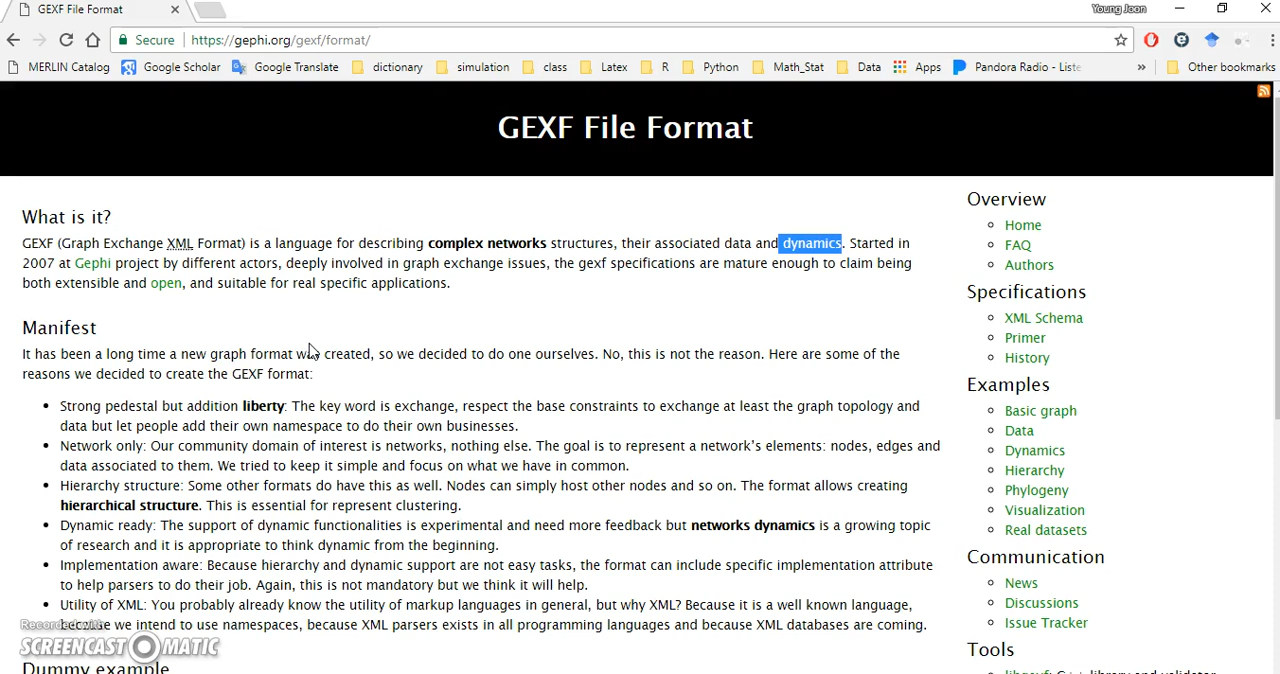 GEXF File Format
Young Joon
Secure
https://gephi.org/gexf/format/
MERLIN Catalog Google Scholar Google Translate dictionary simulation class Latex R Python Math_Stat Data Apps Pandora Radio - Liste » Other bookmarks
GEXF File Format
What is it?
GEXF (Graph Exchange XML Format) is a language for describing complex networks structures, their associated data and dynamics. Started in
2007 at Gephi project by different actors, deeply involved in graph exchange issues, the gexf specifications are mature enough to claim being
both extensible and open, and suitable for real specific applications.
Manifest
It has been a long time a new graph format was created, so we decided to do one ourselves. No, this is not the reason. Here are some of the
reasons we decided to create the GEXF format:
• Strong pedestal but addition liberty: The key word is exchange, respect the base constraints to exchange at least the graph topology and
data but let people add their own namespace to do their own businesses.
• Network only: Our community domain of interest is networks, nothing else. The goal is to represent a network's elements: nodes, edges and
data associated to them. We tried to keep it simple and focus on what we have in common.
• Hierarchy structure: Some other formats do have this as well. Nodes can simply host other nodes and so on. The format allows creating
hierarchical structure. This is essential for represent clustering.
• Dynamic ready: The support of dynamic functionalities is experimental and need more feedback but networks dynamics is a growing topic
of research and it is appropriate to think dynamic from the beginning.
• Implementation aware: Because hierarchy and dynamic support are not easy tasks, the format can include specific implementation attribute
to help parsers to do their job. Again, this is not mandatory but we think it will help.
• Utility of XML: You probably already know the utility of markup languages in general, but why XML? Because it is a well known language,
because we intend to use namespaces, because XML parsers exists in all programming languages and because XML databases are coming.
Dummy example
Overview
Home
FAQ
Authors
Specifications
XML Schema
Primer
History
Examples
Basic graph
Data
Dynamics
Hierarchy
Phylogeny
Visualization
Real datasets
Communication
News
Discussions
Issue Tracker
Tools
libgexf: C++ library and validator
Recorded with
SCREENCAST O MATIC